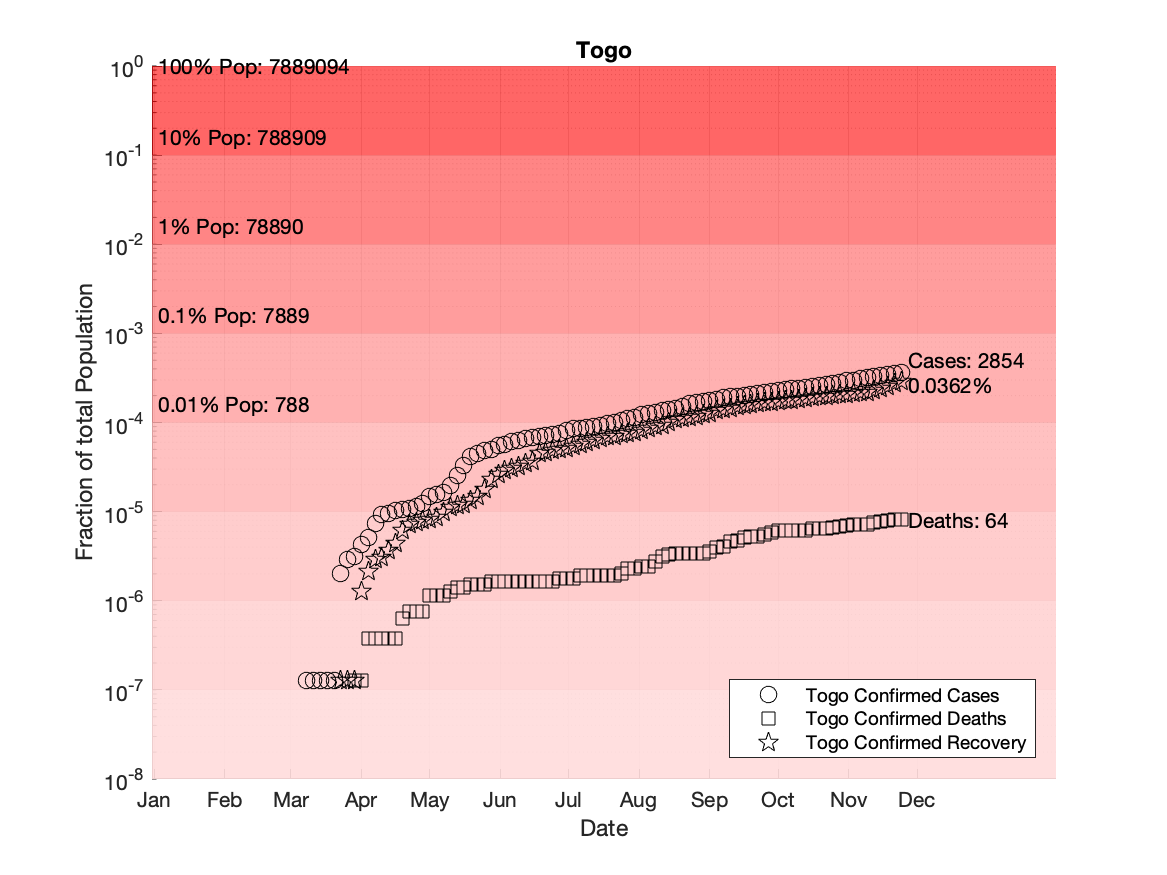 Togo
10^0
100% Pop: 7889094
10% Pop: 788909
10^-1
1% Pop: 78890
10^-2
0.1% Pop: 7889
10^-3
Cases: 2854
0.0362%
0.01% Pop: 788
10^-4
10^-5
Deaths: 64
10^-6
10^-7
10^-8
Fraction of total Population
Togo Confirmed Cases
Togo Confirmed Deaths
Togo Confirmed Recovery
Jan Feb Mar Apr May Jun Jul Aug Sep Oct Nov Dec
Date